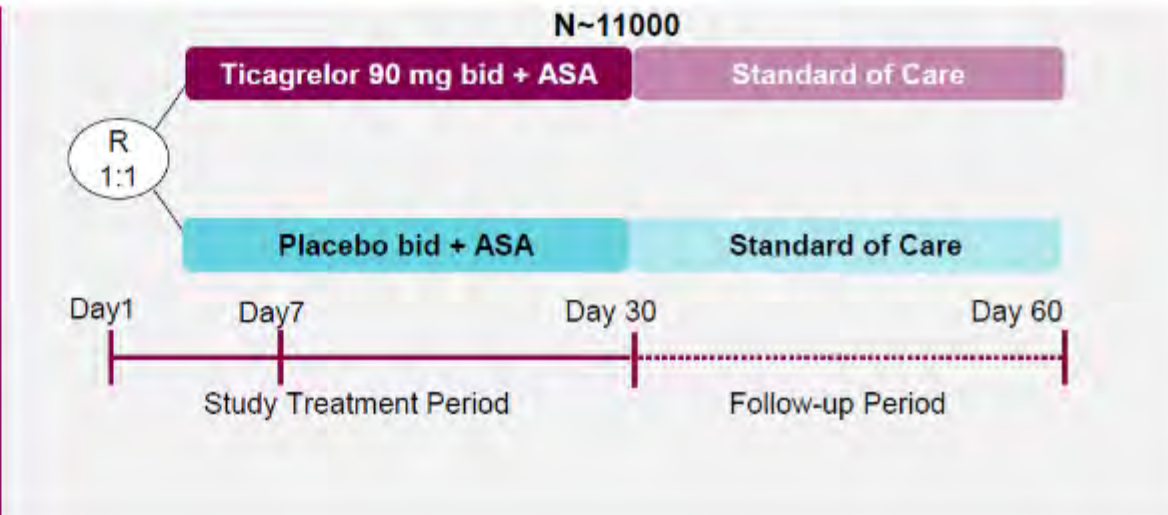 N~11000
Ticagrelor 90 mg bid + ASA
Standard of Care
R
1:1
Placebo bid + ASA
Standard of Care
Day1
Day7
Day 30
Day 60
Study Treatment Period
Follow-up Period